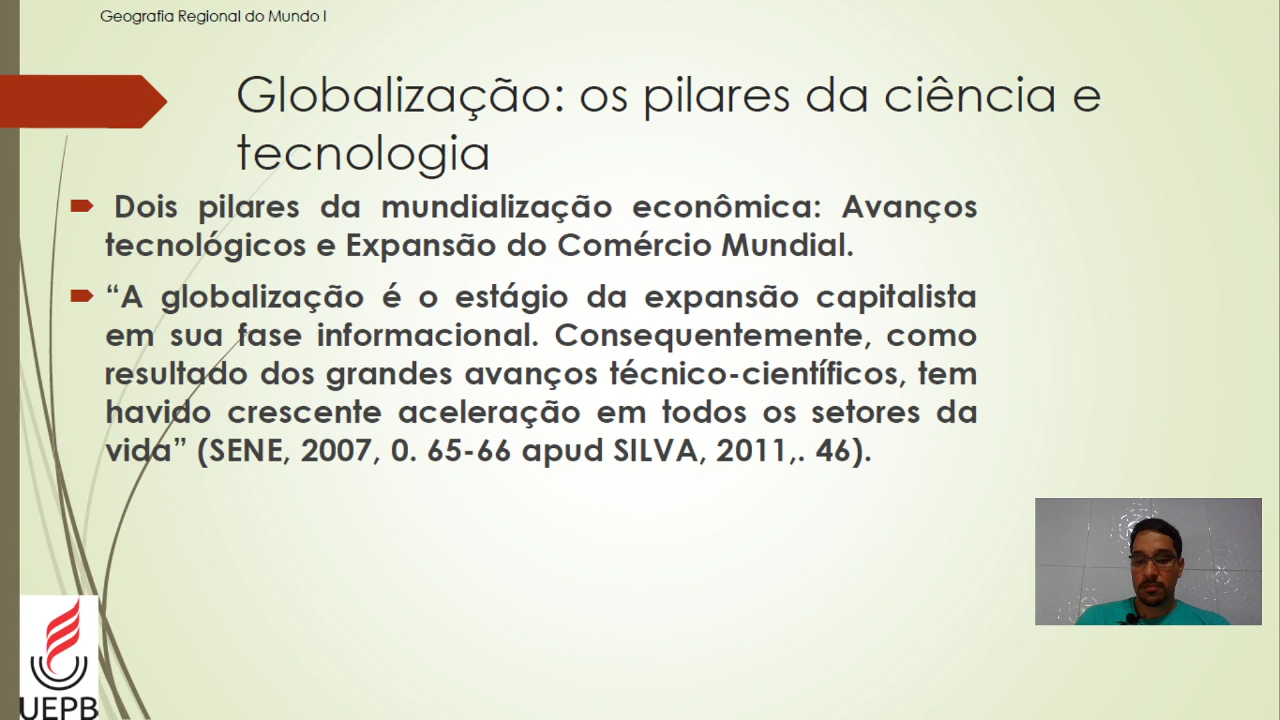 Geografia Regional do Mundo I
Globalização: os pilares da ciência e
tecnologia
Dois pilares da mundialização econômica: Avanços
tecnológicos e Expansão do Comércio Mundial.
“A globalização é o estágio da expansão capitalista
em sua fase informacional. Consequentemente, como
resultado dos grandes avanços técnico-científicos, tem
havido crescente aceleração em todos os setores da
vida” (SENE, 2007, 0. 65-66 apud SILVA, 2011,. 46).
UEPB